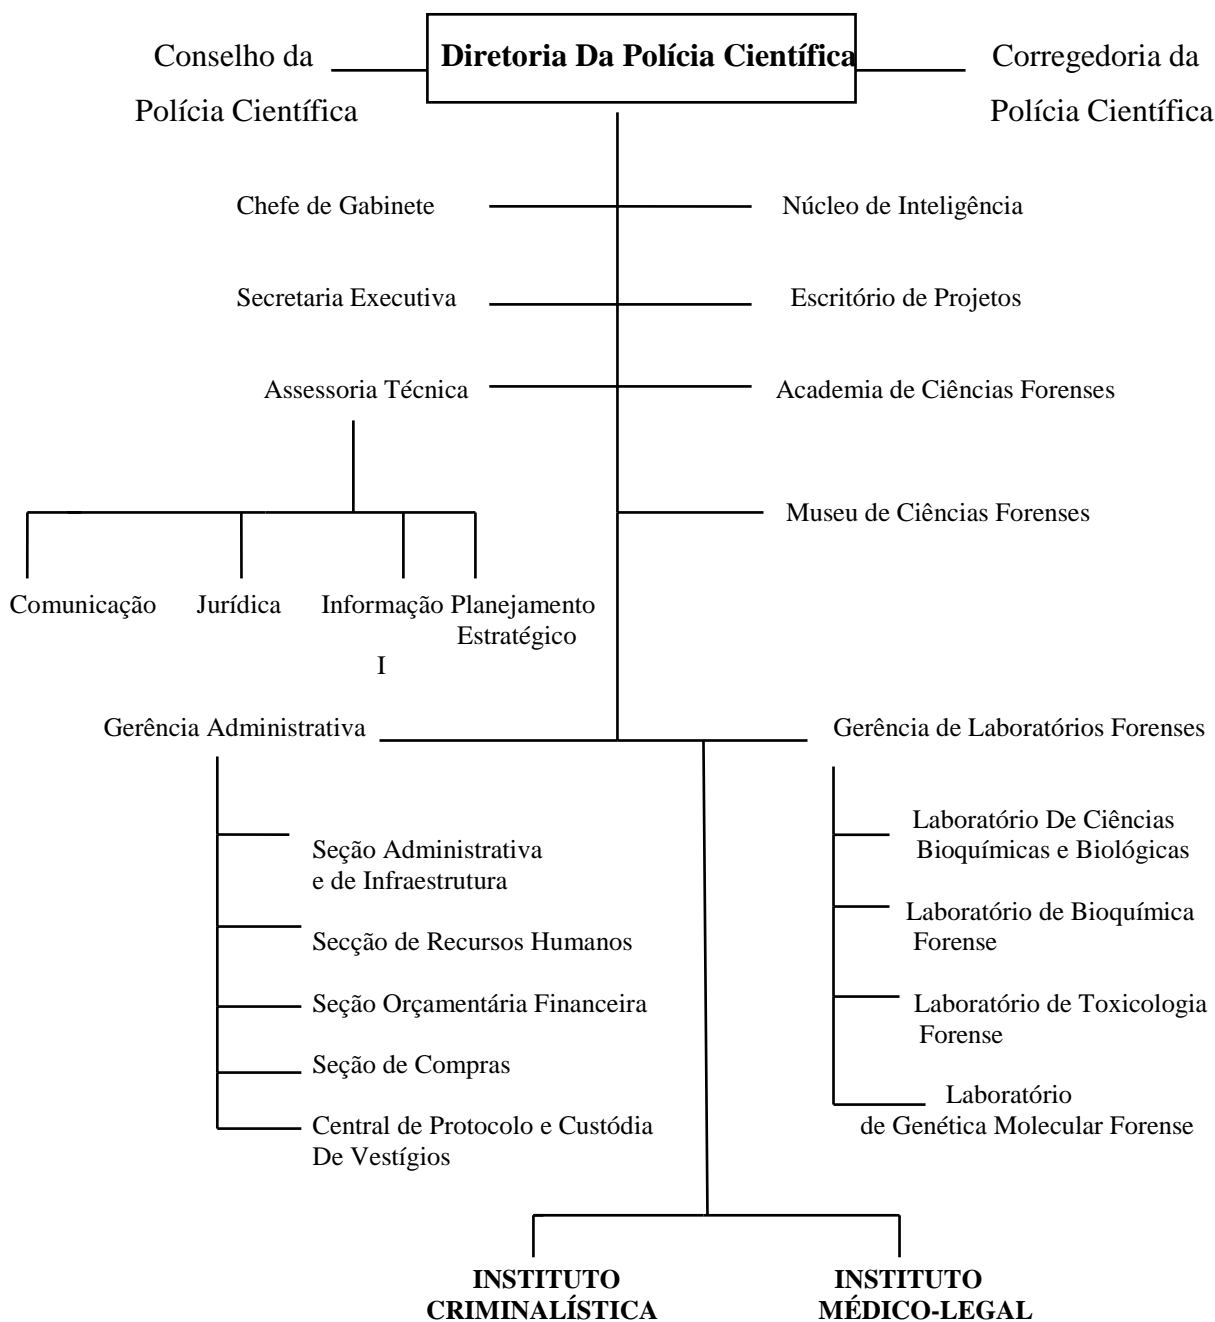 Conselho da
Polícia Científica
Diretoria Da Polícia Científica
Corregedoria da
Polícia Científica
Chefe de Gabinete
Núcleo de Inteligência
Secretaria Executiva
Escritório de Projetos
Assessoria Técnica
Academia de Ciências Forenses
Museu de Ciências Forenses
Comunicação
Jurídica
Informação
Planejamento
Estratégico
I
Gerência Administrativa
Gerência de Laboratórios Forenses
Seção Administrativa
e de Infraestrutura
Secção de Recursos Humanos
Seção Orçamentária Financeira
Seção de Compras
Central de Protocolo e Custódia
De Vestígios
Laboratório De Ciências
Bioquímicas e Biológicas
Laboratório de Bioquímica
Forense
Laboratório de Toxicologia
Forense
Laboratório
de Genética Molecular Forense
INSTITUTO
CRIMINALÍSTICA
INSTITUTO
MÉDICO-LEGAL